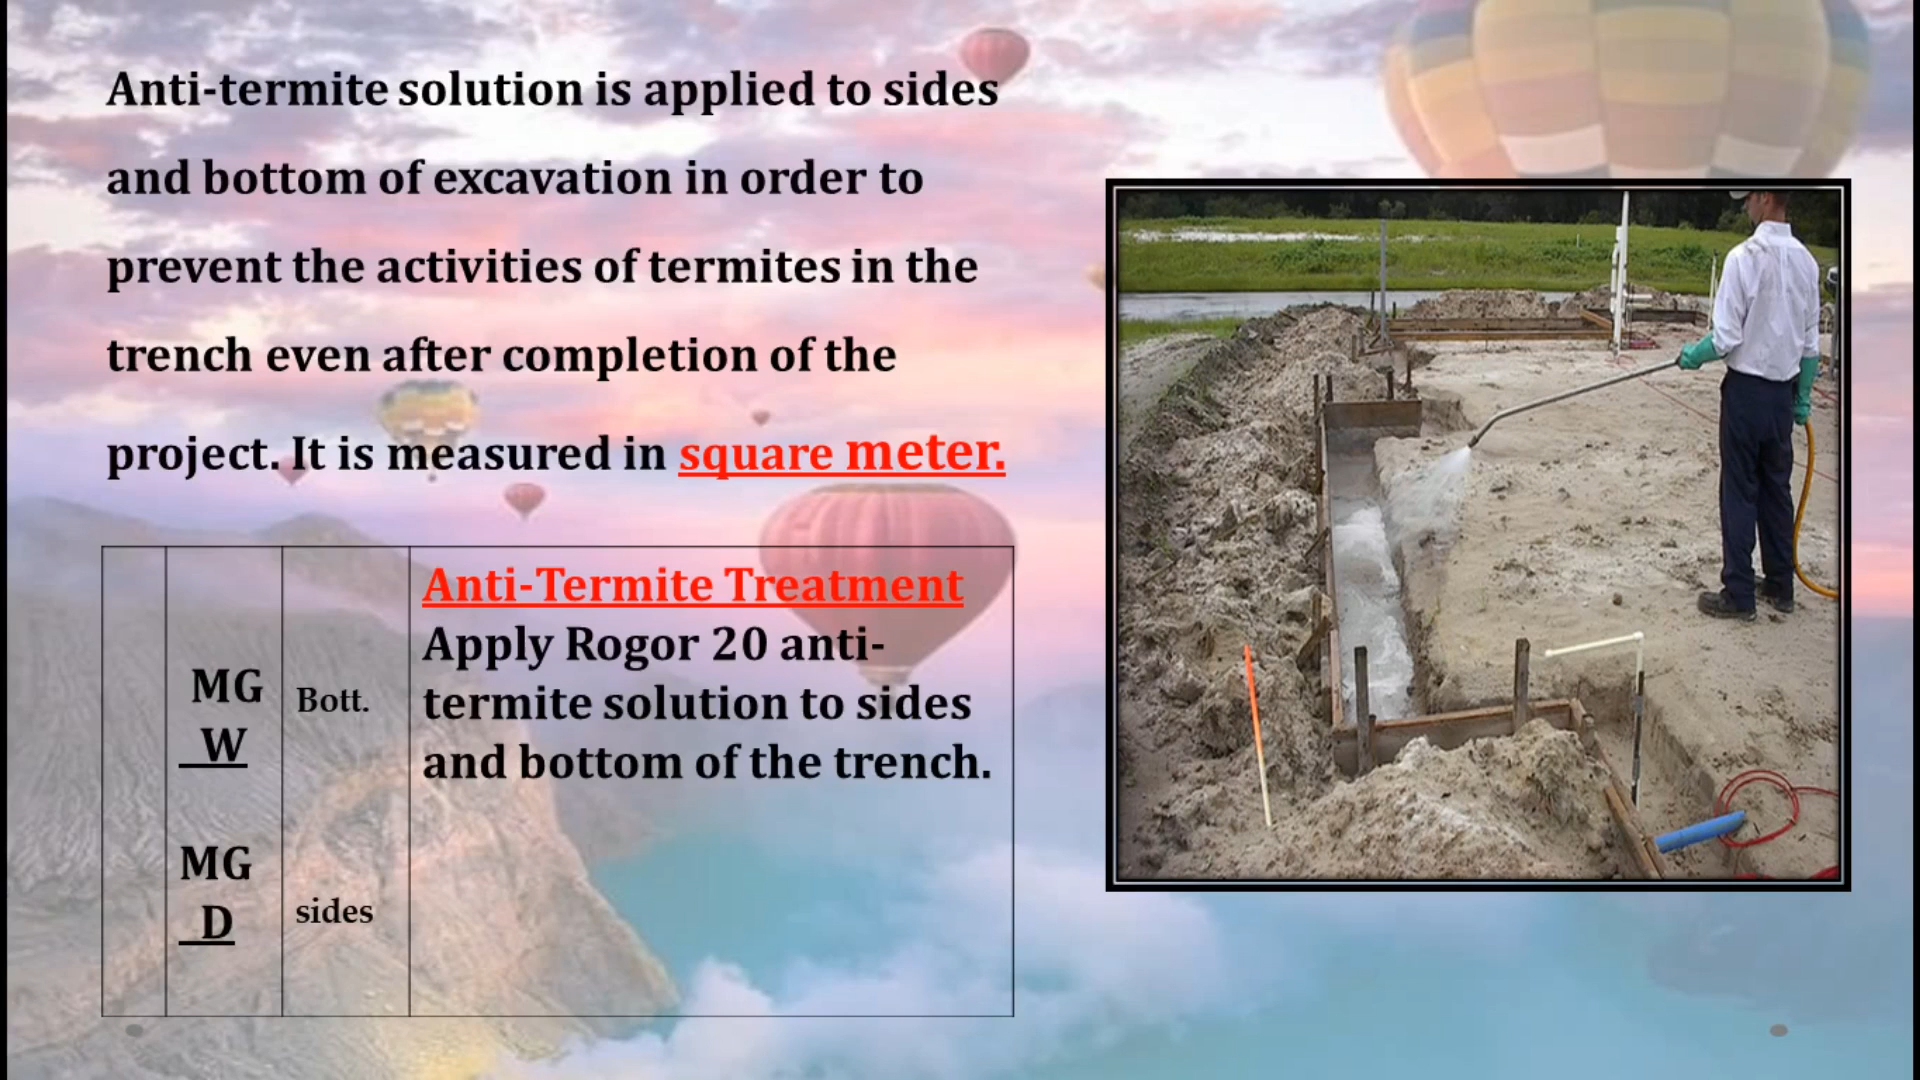 Anti-termite solution is applied to sides
and bottom of excavation in order to
prevent the activities of termites in the
trench even after completion of the
project. It is measured in square meter.
MG
W
Bott.
MG
D
sides
Anti-Termite Treatment
Apply Rogor 20 anti-
termite solution to sides
and bottom of the trench.